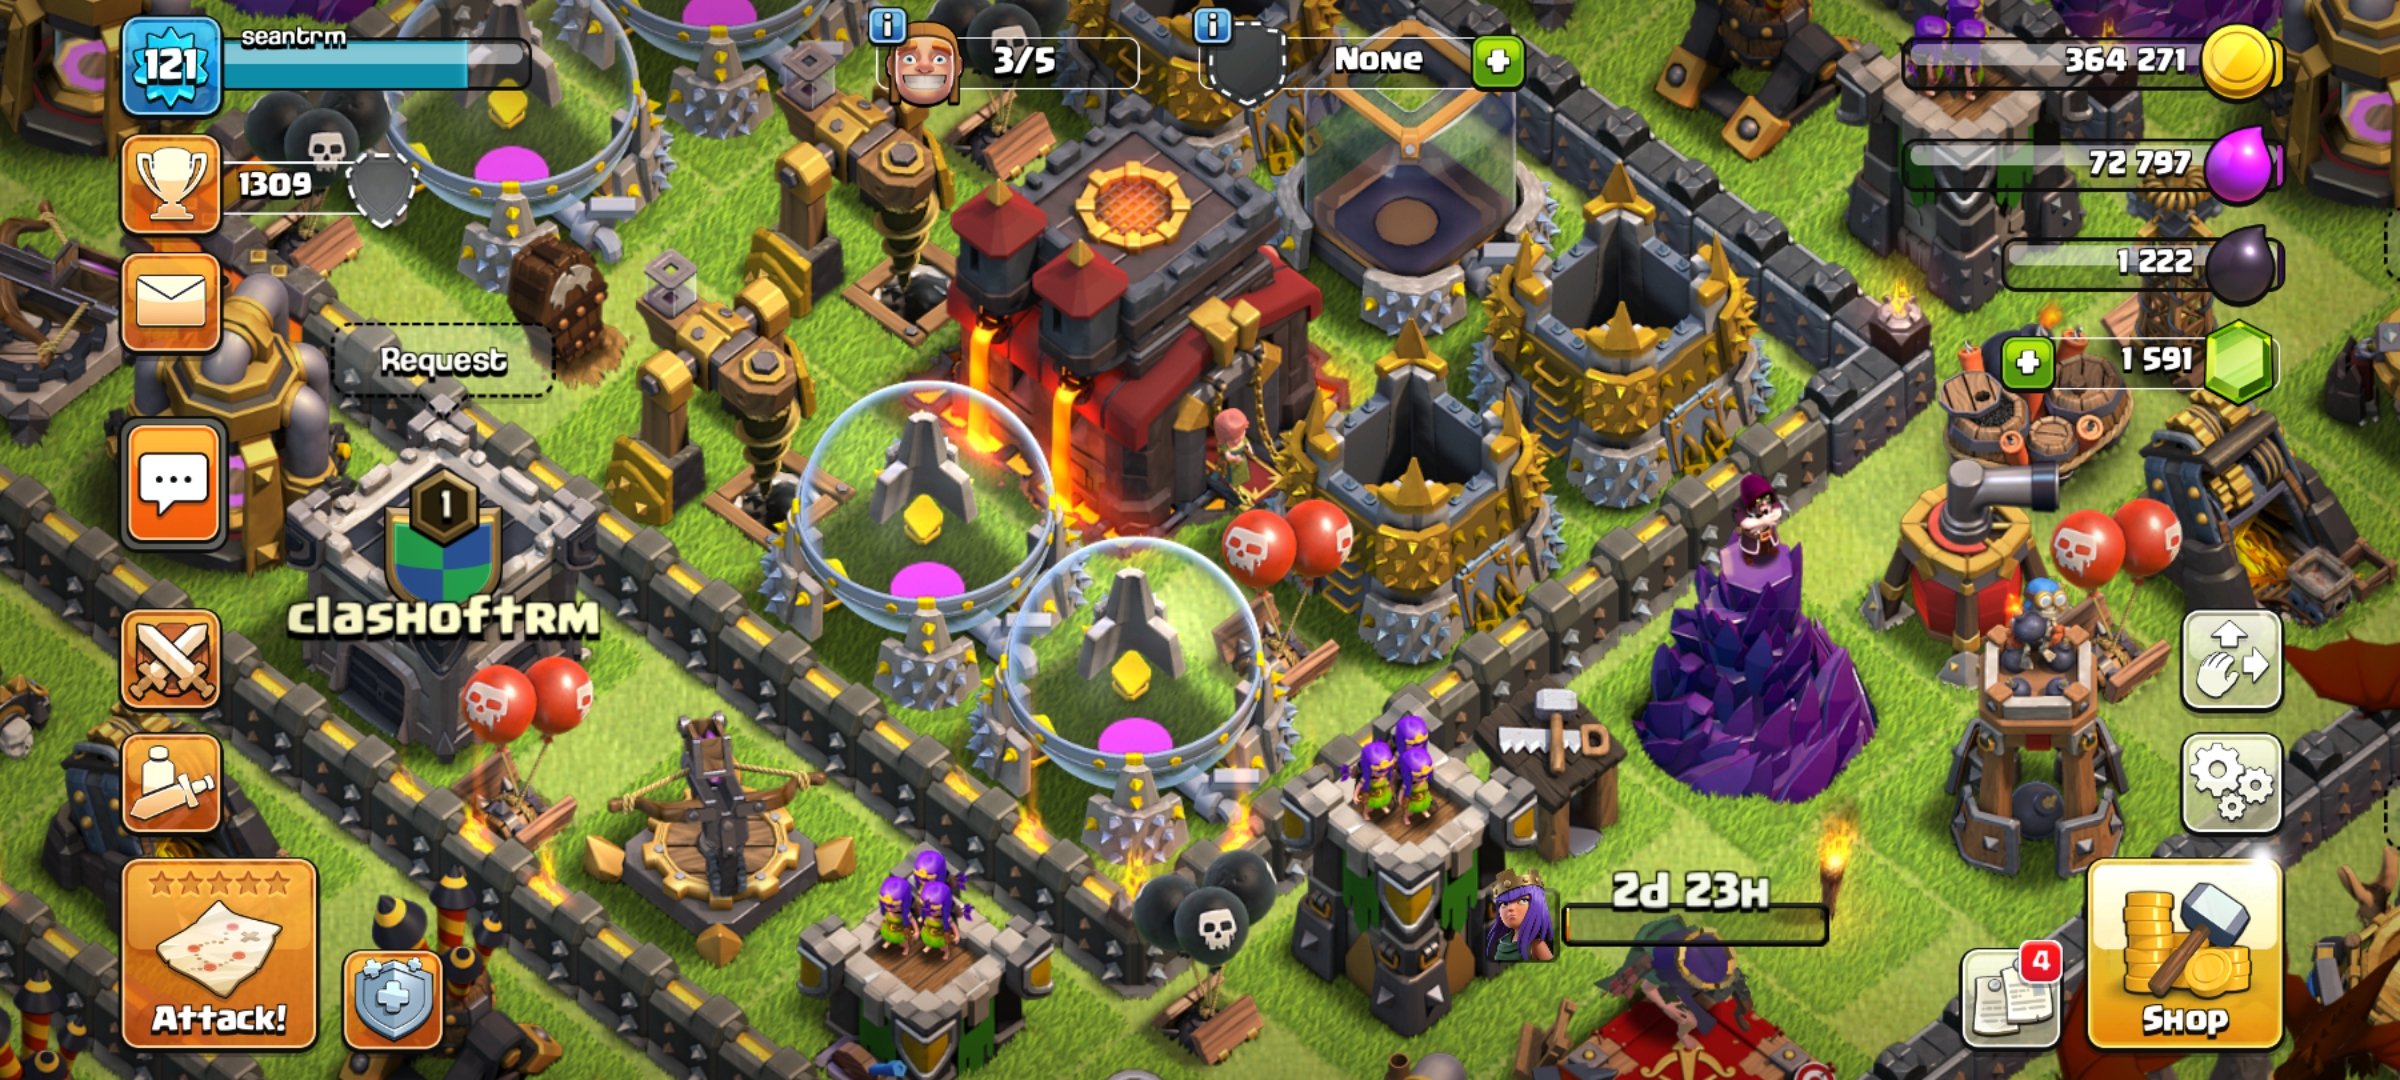 121
seantrm
3/5
None
364 271
1309
72 797
1 222
Request
1 591
1
clashoftRM
2d 23H
4
Attack!
Shop